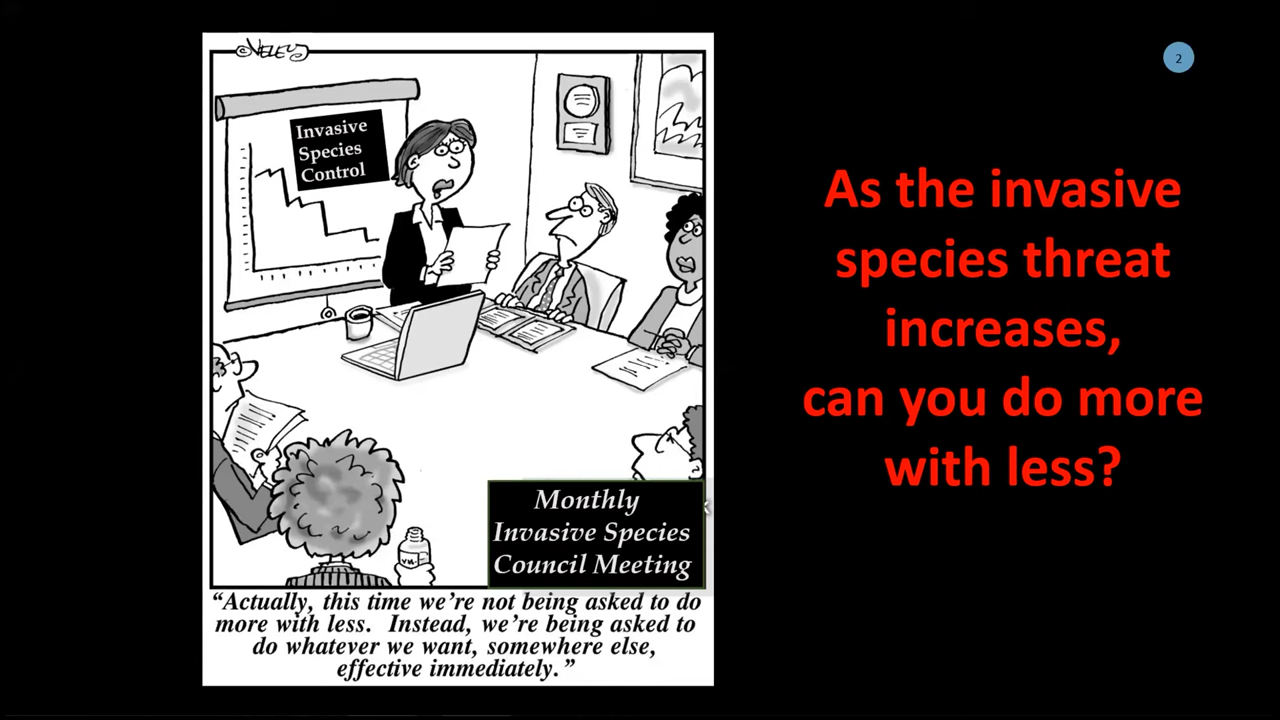 ©VELEY
2
Invasive
Species
Control
As the invasive
species threat
increases,
can you do more
with less?
Monthly
Invasive Species
Council Meeting
“Actually, this time we’re not being asked to do
more with less. Instead, we’re being asked to
do whatever we want, somewhere else,
effective immediately.”